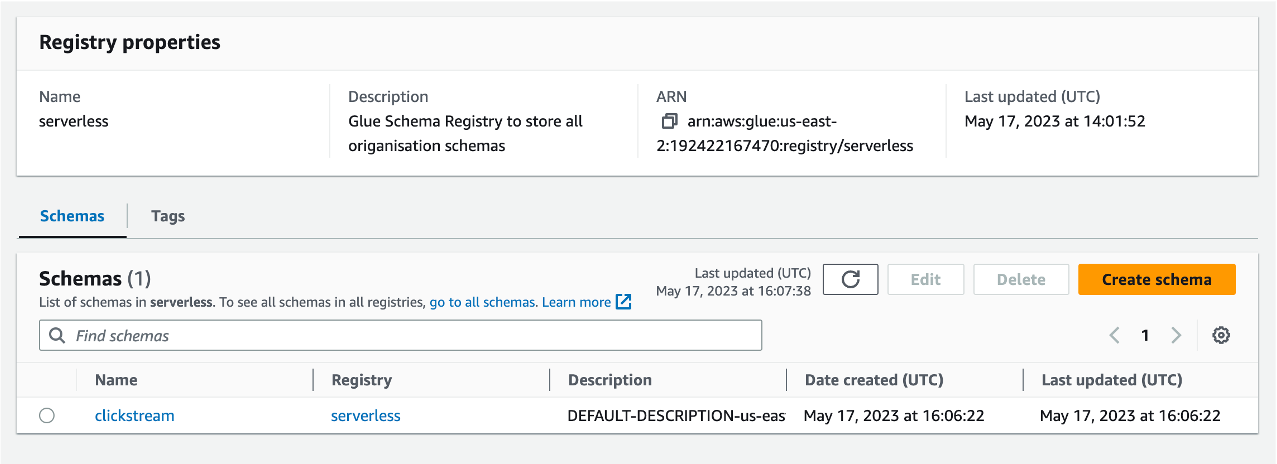 Registry properties
Name
serverless
Description
Glue Schema Registry to store all
origanisation schemas
ARN
arn:aws:glue:us-east-
2:192422167470:registry/serverless
Last updated (UTC)
May 17, 2023 at 14:01:52
Schemas
Tags
Schemas (1)
List of schemas in serverless. To see all schemas in all registries, go to all schemas. Learn more
Last updated (UTC)
May 17, 2023 at 16:07:38
Edit
Delete
Create schema
Find schemas
1
Name Registry Description Date created (UTC) Last updated (UTC)
clickstream serverless DEFAULT-DESCRIPTION-us-eas May 17, 2023 at 16:06:22 May 17, 2023 at 16:06:22